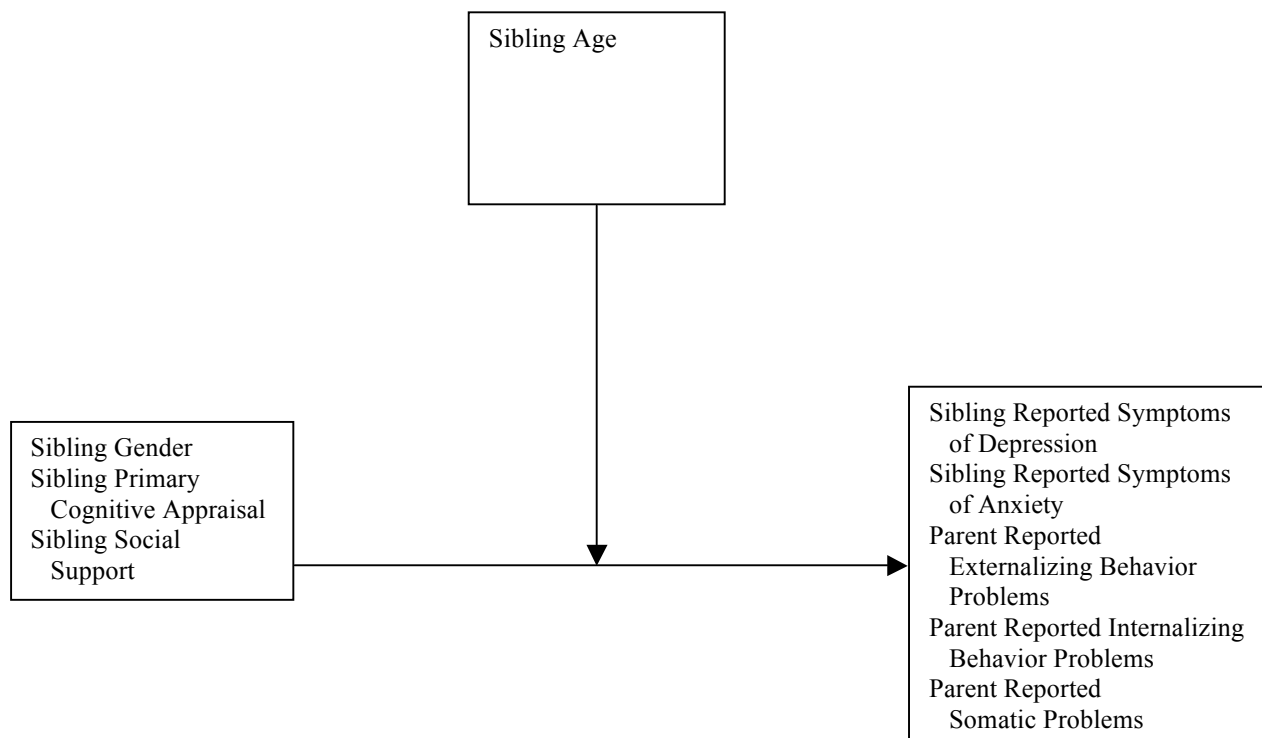 Sibling Age
Sibling Gender
Sibling Primary
Cognitive Appraisal
Sibling Social
Support
Sibling Reported Symptoms
of Depression
Sibling Reported Symptoms
of Anxiety
Parent Reported
Externalizing Behavior
Problems
Parent Reported Internalizing
Behavior Problems
Parent Reported
Somatic Problems